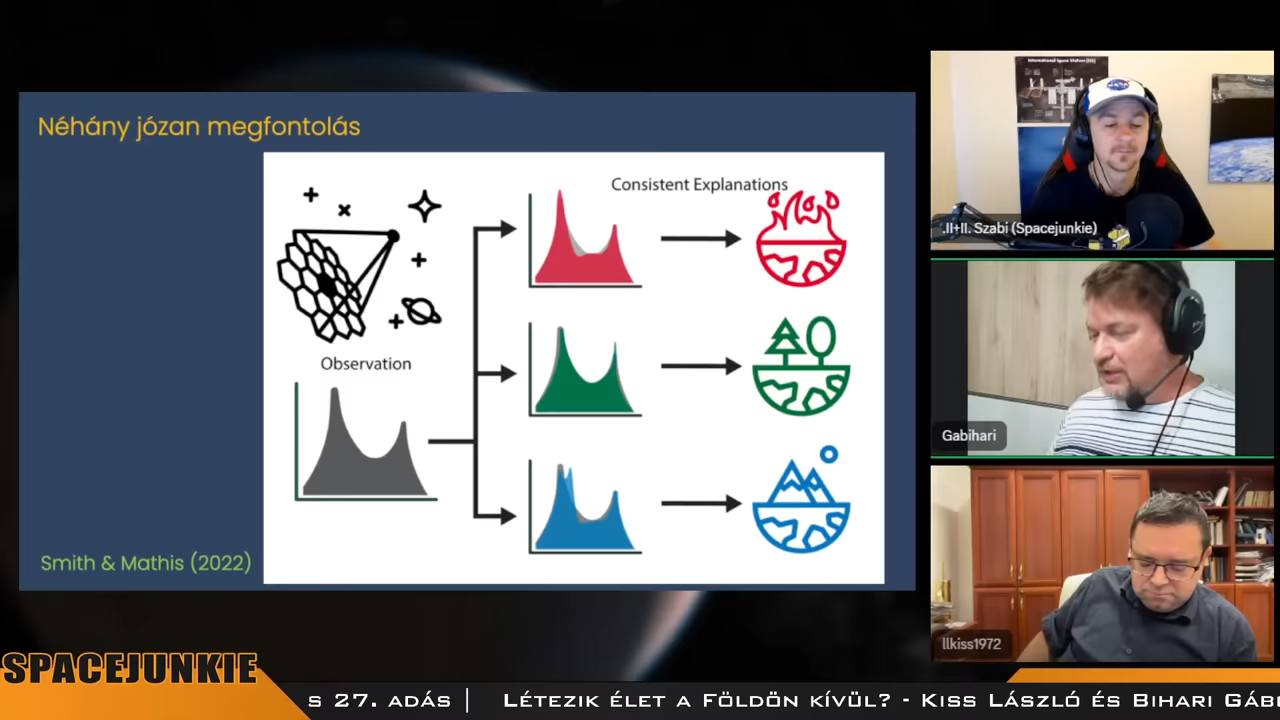 Néhány józan megfontolás
Consistent Explanations
Observation
Smith & Mathis (2022)
International Space Station (ISS)
.II+II. Szabi (Spacejunkie)
Gabihari
llkiss1972
SPACEJUNKIE
s 27. adás | Létezik élet a Földön kívül? - Kiss László és Bihari Gáb